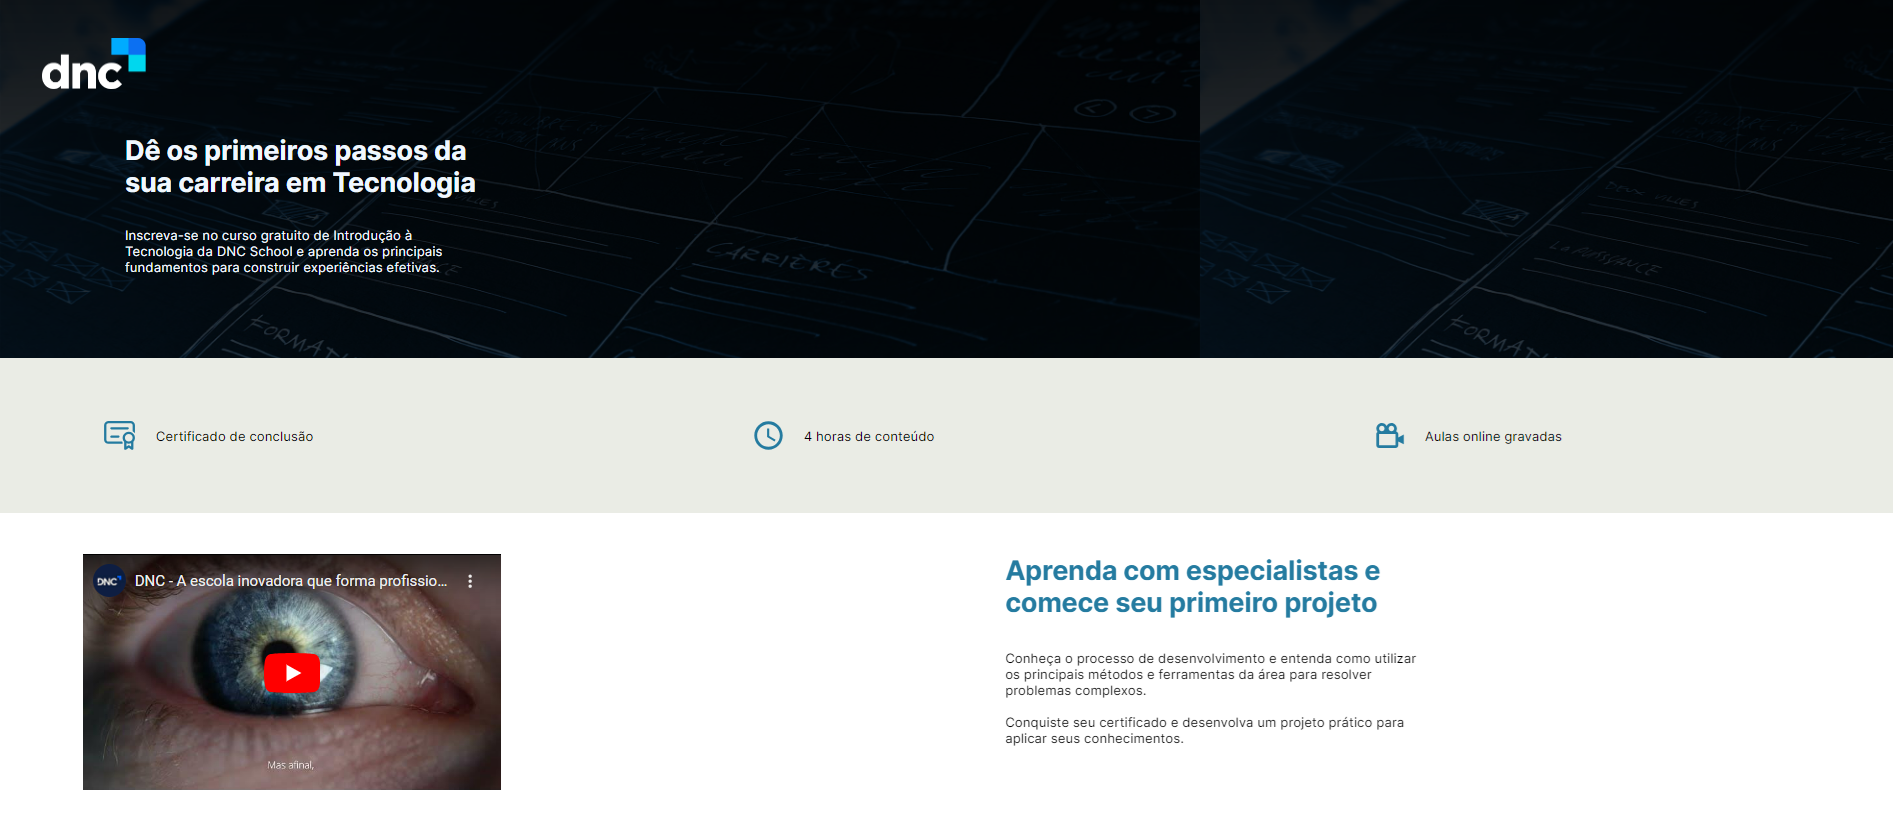 dnc
Dê os primeiros passos da
sua carreira em Tecnologia
Inscreva-se no curso gratuito de Introdução à
Tecnologia da DNC School e aprenda os principais
fundamentos para construir experiências efetivas.
CARRIÈRES
Certificado de conclusão
4 horas de conteúdo
Aulas online gravadas
DNC
DNC - A escola inovadora que forma profissio...
Mas afinal,
Aprenda com especialistas e
comece seu primeiro projeto
Conheça o processo de desenvolvimento e entenda como utilizar
os principais métodos e ferramentas da área para resolver
problemas complexos.
Conquiste seu certificado e desenvolva um projeto prático para
aplicar seus conhecimentos.